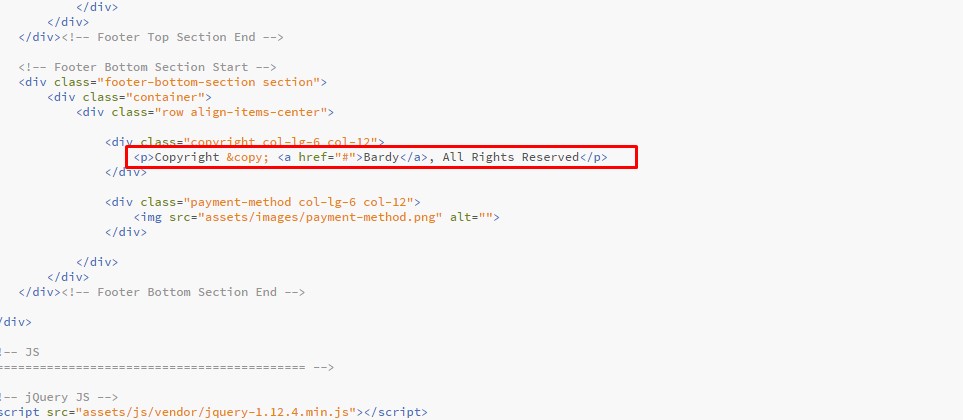 </div>
</div>
</div><!-- Footer Top Section End -->
<!-- Footer Bottom Section Start -->
<div class="footer-bottom-section section">
<div class="container">
<div class="row align-items-center">
<div class="copyright col-lg-6 col-12">
<p>Copyright &copy; <a href="#">Bardy</a>, All Rights Reserved</p>
</div>
<div class="payment-method col-lg-6 col-12">
<img src="assets/images/payment-method.png" alt="">
</div>
</div>
</div>
</div><!-- Footer Bottom Section End -->
/div>
!-- JS
============================================ -->
!-- jQuery JS -->
script src="assets/js/vendor/jquery-1.12.4.min.js"></script>